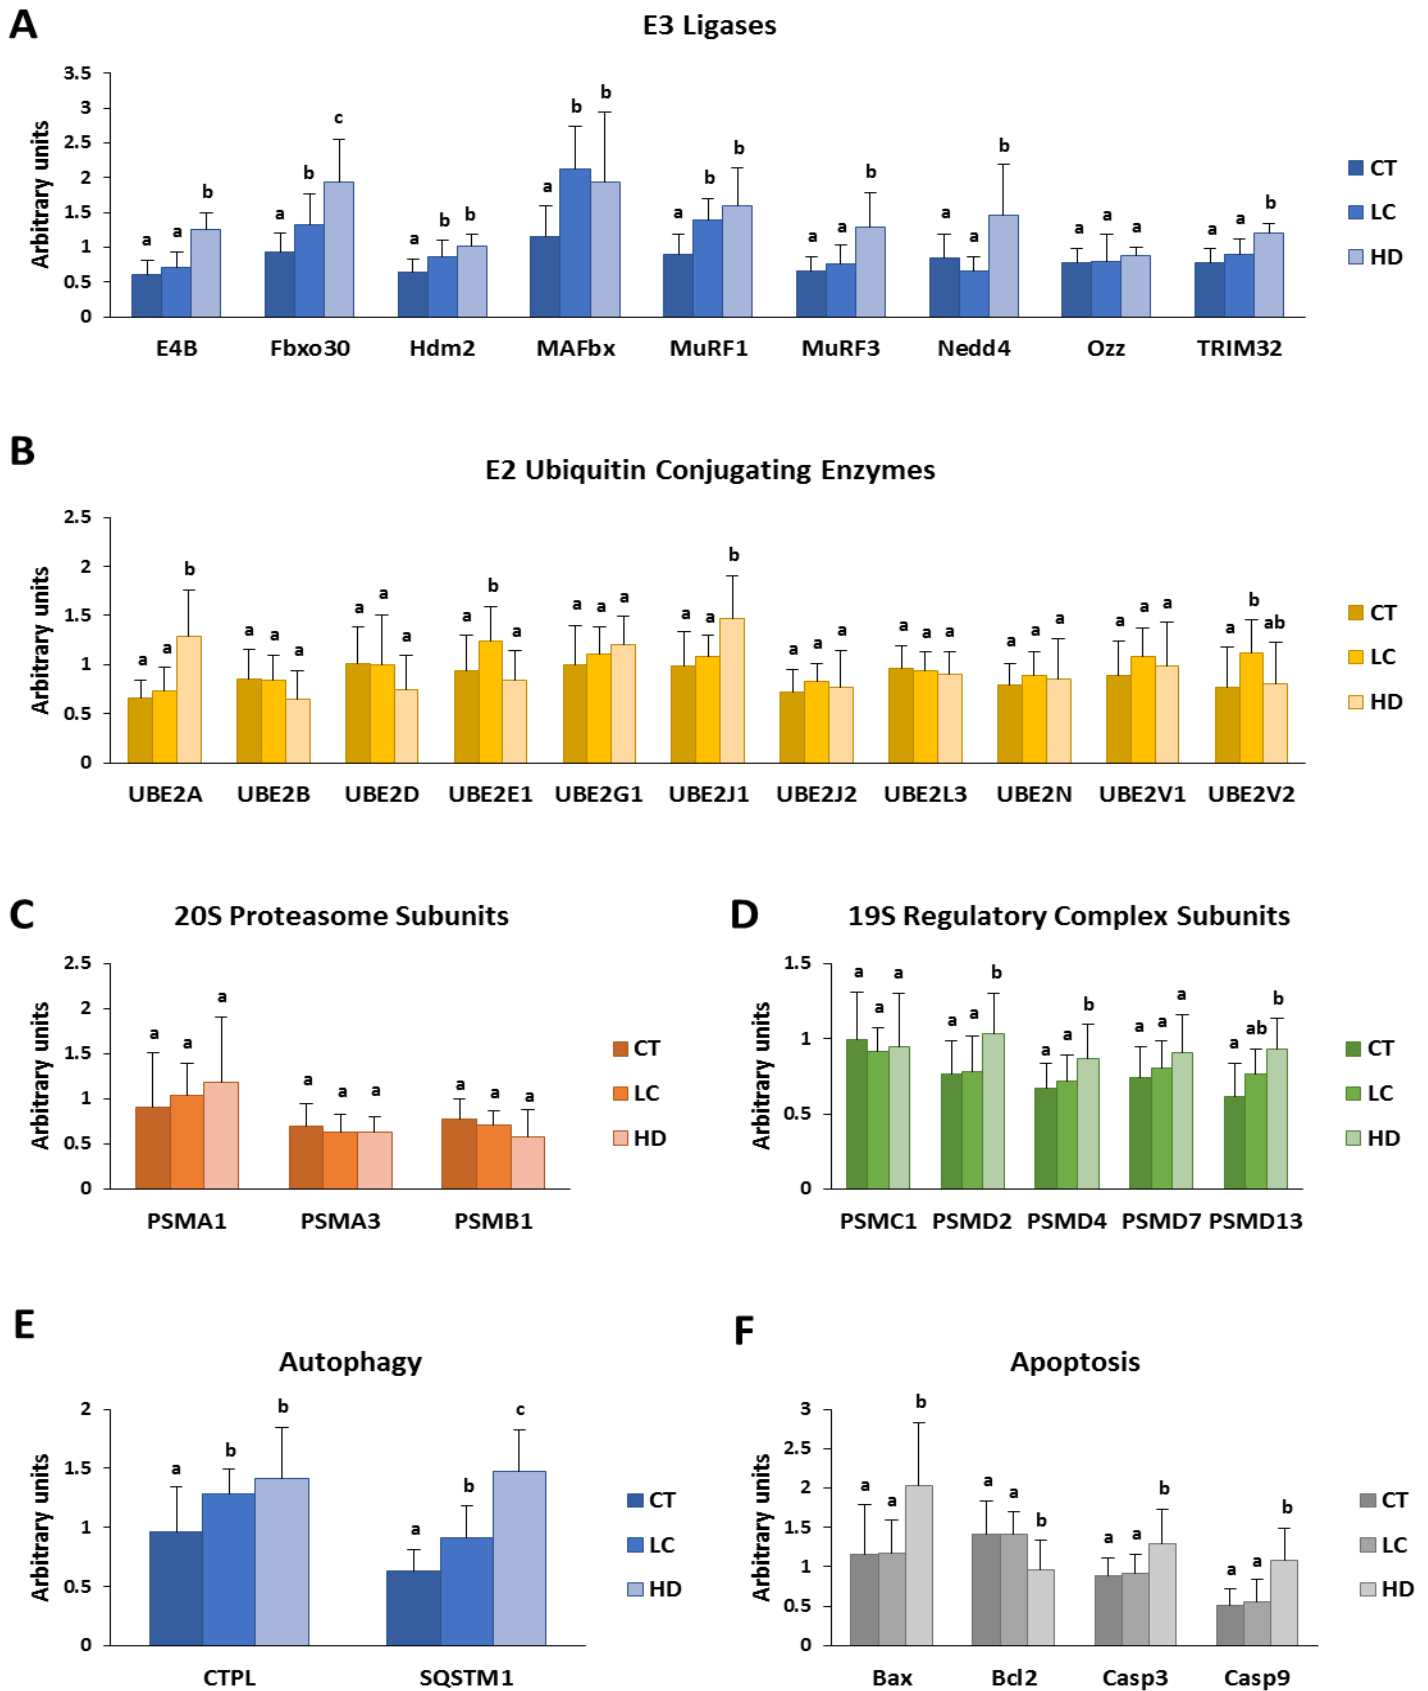 A
E3 Ligases
Arbitrary units
3.5
3
2.5
2
1.5
1
0.5
0
a a b
a b c
a b b
a b b
a b b
a a b
a a b
a a a
a a b
E4B Fbxo30 Hdm2 MAFbx MuRF1 MuRF3 Nedd4 Ozz TRIM32
CT
LC
HD
B
E2 Ubiquitin Conjugating Enzymes
Arbitrary units
2.5
2
1.5
1
0.5
0
a a b
a a a
a a a
a b a
a a a
a a b
a a a
a a a
a a a
a a a
a b ab
UBE2A UBE2B UBE2D UBE2E1 UBE2G1 UBE2J1 UBE2J2 UBE2L3 UBE2N UBE2V1 UBE2V2
CT
LC
HD
C
20S Proteasome Subunits
Arbitrary units
2.5
2
1.5
1
0.5
0
a a a
a a a
a a a
PSMA1 PSMA3 PSMB1
CT
LC
HD
D
19S Regulatory Complex Subunits
Arbitrary units
1.5
1
0.5
0
a a a
a a b
a a b
a a a
a ab b
PSMC1 PSMD2 PSMD4 PSMD7 PSMD13
CT
LC
HD
E
Autophagy
Arbitrary units
2
1.5
1
0.5
0
a b b
a b c
CTPL SQSTM1
CT
LC
HD
F
Apoptosis
Arbitrary units
3
2.5
2
1.5
1
0.5
0
a a b
a a b
a a b
a a b
Bax Bcl2 Casp3 Casp9
CT
LC
HD